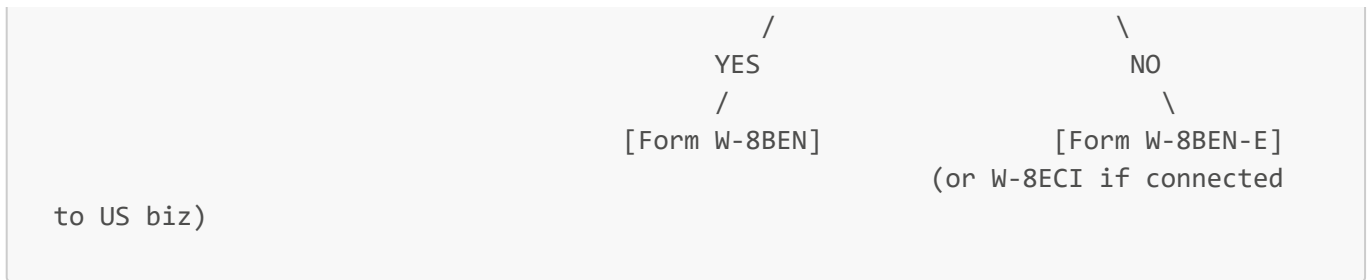 / \
YES NO
/ \
[Form W-8BEN] [Form W-8BEN-E]
(or W-8ECI if connected
to US biz)